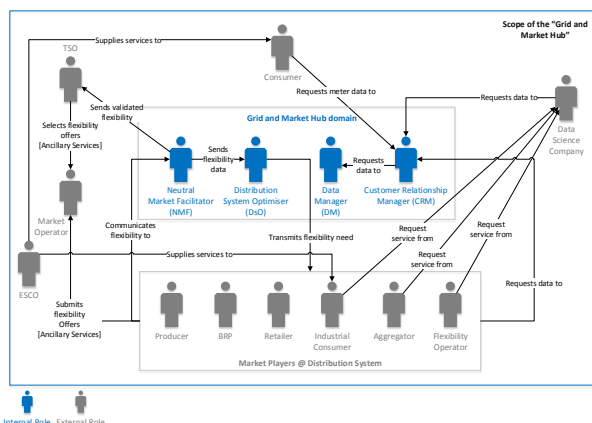 Scope of the “Grid and
Market Hub”
Supplies services to
TSO
Consumer
Requests meter data to
Requests data to
Sends validated
flexibility
Grid and Market Hub domain
Data
Science
Company
Selects flexibility
offers
[Ancillary Services]
Sends
flexibility
data
Requests
data to
Neutral
Market Facilitator
(NMF)
Distribution
System Optimiser
(DsO)
Data
Manager
(DM)
Customer Relationship
Manager (CRM)
Market
Operator
Communicates
flexibility to
Transmits flexibility need
Request
service from
Request
service from
Request
service from
Supplies services to
ESCO
Requests data to
Submits
flexibility
Offers
[Ancillary Services]
Producer
BRP
Retailer
Industrial
Consumer
Aggregator
Flexibility
Operator
Market Players @ Distribution System
Internal Role
External Role